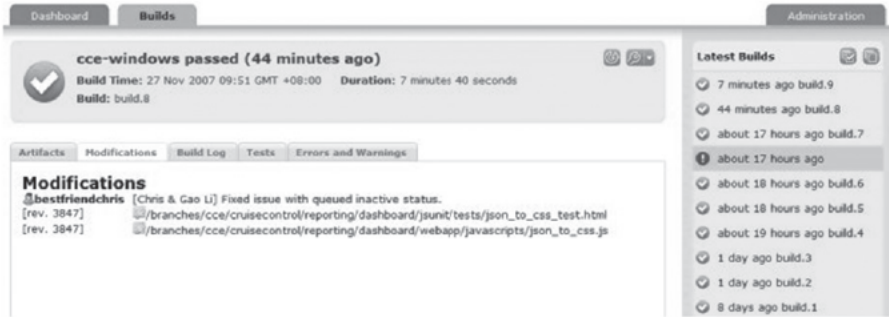 Dashboard Builds Administration
cce-windows passed (44 minutes ago)
Build Time: 27 Nov 2007 09:51 GMT +08:00 Duration: 7 minutes 40 seconds
Build: build.8
Artifacts Modifications Build Log Tests Errors and Warnings
Modifications
bestfriendchris [Chris & Gao Li] Fixed issue with queued inactive status.
[rev. 3847] /branches/cce/cruisecontrol/reporting/dashboard/jsunit/tests/json_to_css_test.html
[rev. 3847] /branches/cce/cruisecontrol/reporting/dashboard/webapp/javascripts/json_to_css.js
Latest Builds
7 minutes ago build.9
44 minutes ago build.8
about 17 hours ago build.7
about 17 hours ago
about 18 hours ago build.6
about 18 hours ago build.5
about 19 hours ago build.4
1 day ago build.3
1 day ago build.2
8 days ago build.1